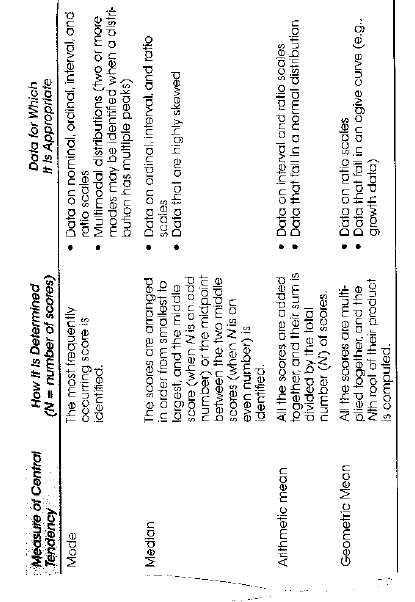 Measure of Central
Tendency
How It Is Determined
(N = number of scores)
Data for Which
It Is Appropriate
Mode
The most frequently
occurring score is
identified.
• Data on nominal, ordinal, interval, and
ratio scales
• Multimodal distributions (two or more
modes may be identified when a distri-
bution has multiple peaks)
Median
The scores are arranged
in order from smallest to
largest, and the middle
score (when N is an odd
number) or the midpoint
between the two middle
scores (when N is an
even number) is
identified.
• Data on ordinal, interval, and ratio
scales
• Data that are highly skewed
Arithmetic mean
All the scores are added
together, and their sum is
divided by the total
number (N) of scores.
• Data on interval and ratio scales
• Data that fall in a normal distribution
Geometric Mean
All the scores are multi-
plied together, and the
Nth root of their product
is computed.
• Data on ratio scales
• Data that fall in an ogive curve (e.g.,
growth data)